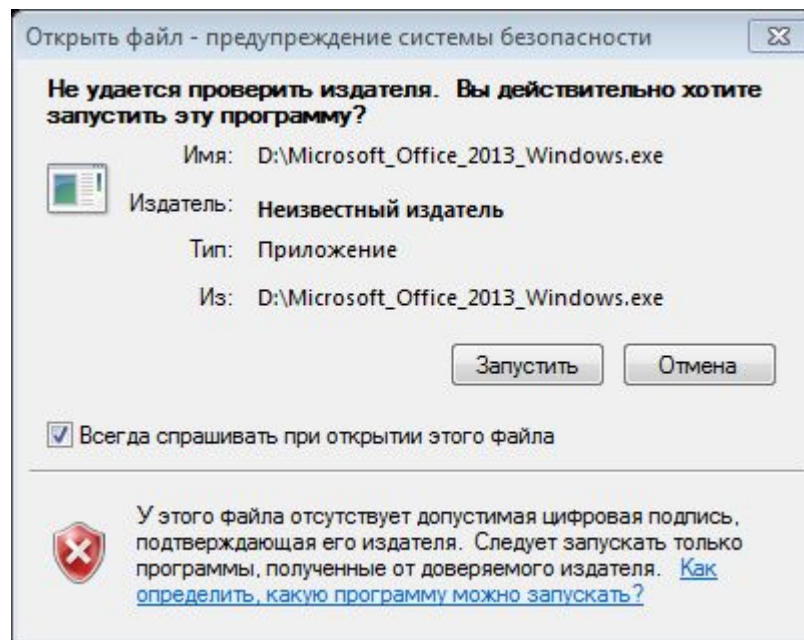 Открыть файл - предупреждение системы безопасности
Не удается проверить издателя. Вы действительно хотите
запустить эту программу?
Имя: D:\Microsoft_Office_2013_Windows.exe
Издатель: Неизвестный издатель
Тип: Приложение
Из: D:\Microsoft_Office_2013_Windows.exe
Запустить Отмена
Всегда спрашивать при открытии этого файла
У этого файла отсутствует допустимая цифровая подпись,
подтверждающая его издателя. Следует запускать только
программы, полученные от доверяемого издателя. Как
определить, какую программу можно запускать?